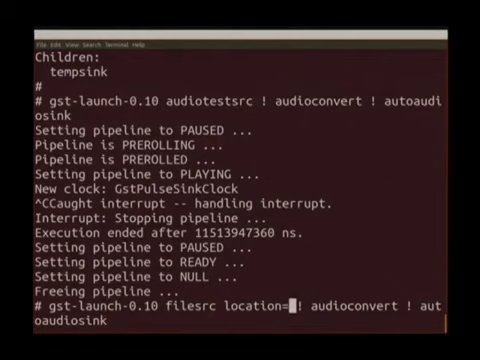 File Edit View Search Terminal Help
Children:
  tempsink
#
# gst-launch-0.10 audiotestsrc ! audioconvert ! autoaudi
osink
Setting pipeline to PAUSED ...
Pipeline is PREROLLING ...
Pipeline is PREROLLED ...
Setting pipeline to PLAYING ...
New clock: GstPulseSinkClock
^CCaught interrupt -- handling interrupt.
Interrupt: Stopping pipeline ...
Execution ended after 11513947360 ns.
Setting pipeline to PAUSED ...
Setting pipeline to READY ...
Setting pipeline to NULL ...
Freeing pipeline ...
# gst-launch-0.10 filesrc location= ! audioconvert ! aut
oaudiosink